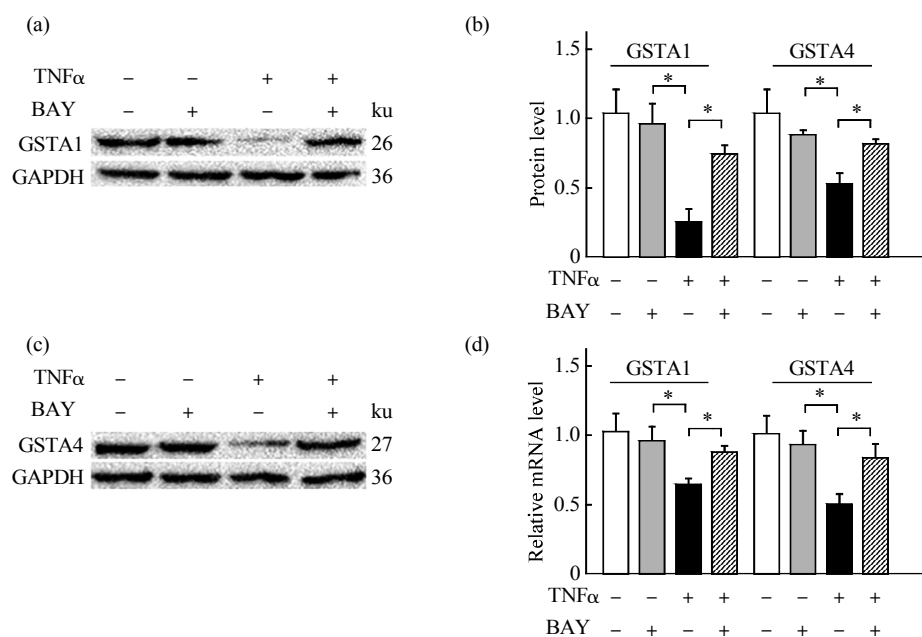 (a)
TNFα − − + +
BAY − + − + ku
GSTA1 26
GAPDH 36
(b)
1.5
GSTA1 GSTA4
* * * *
1.0
0.5
0
Protein level
TNFα − − + + − − + +
BAY − + − + − + − +
(c)
TNFα − − + +
BAY − + − + ku
GSTA4 27
GAPDH 36
(d)
1.5
GSTA1 GSTA4
* * * *
1.0
0.5
0
Relative mRNA level
TNFα − − + + − − + +
BAY − + − + − + − +